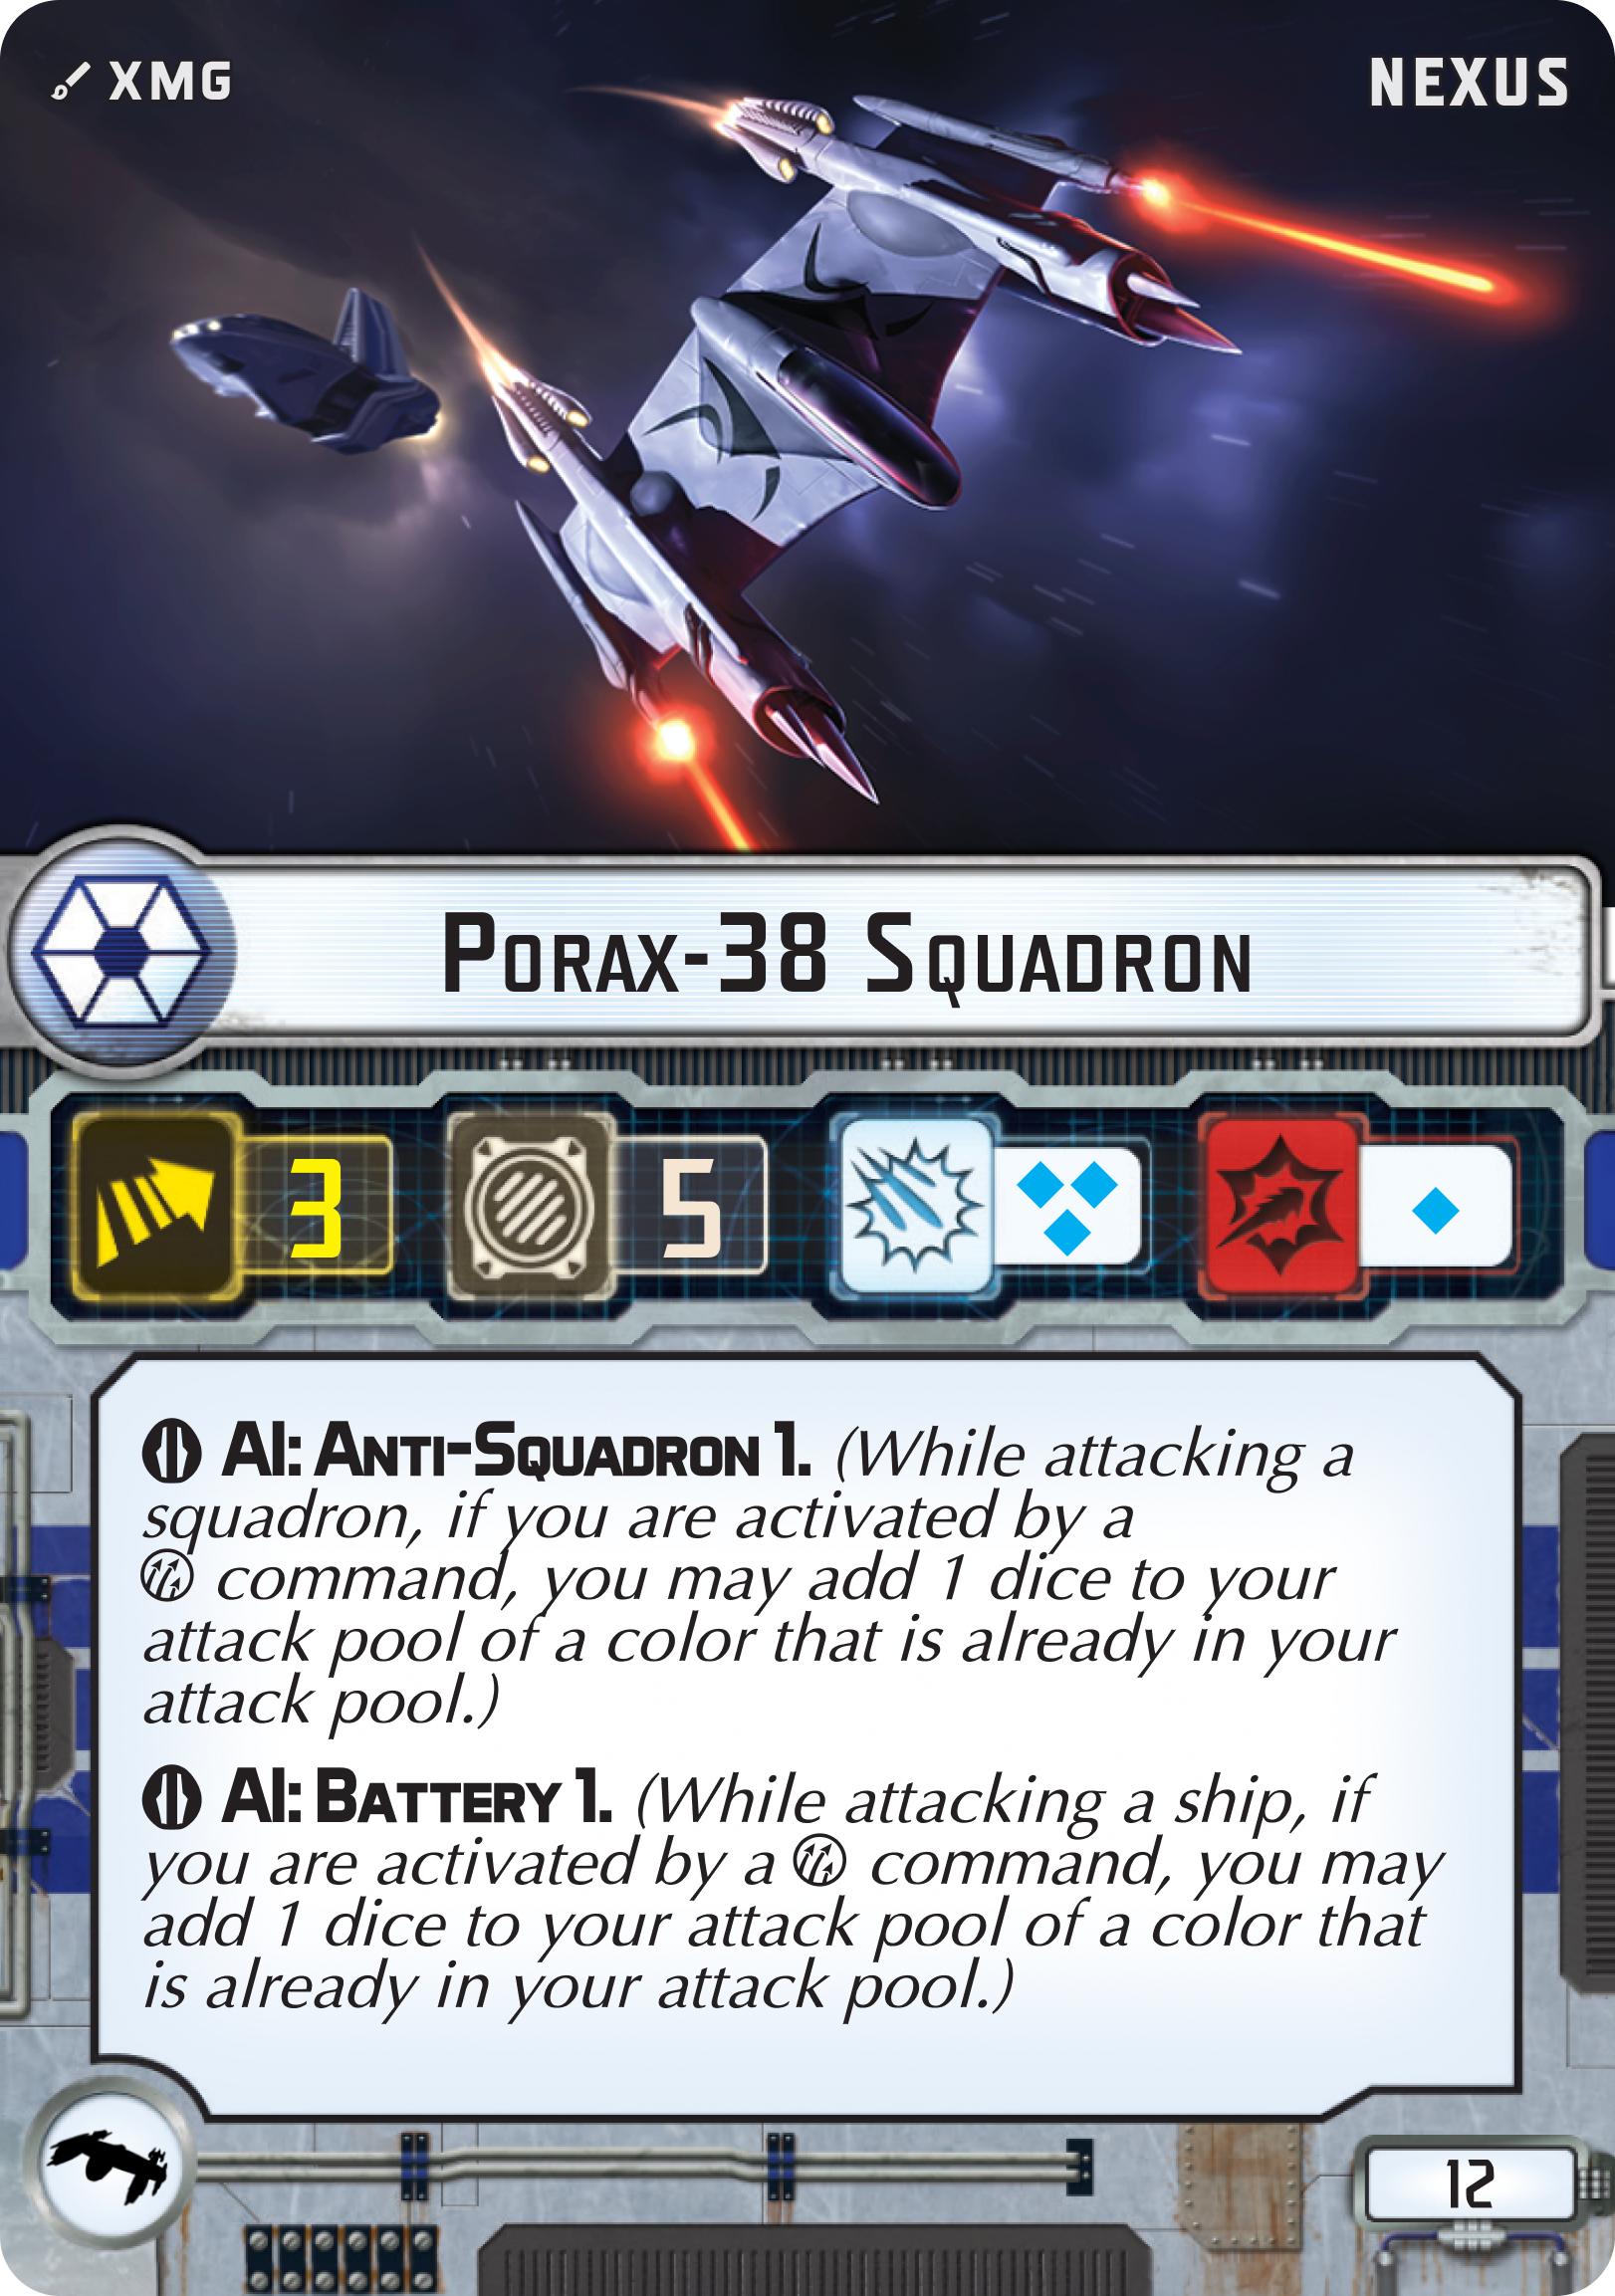 XMG
NEXUS
Porax-38 Squadron
3
5
AI: Anti-Squadron 1. (While attacking a
squadron, if you are activated by a
command, you may add 1 dice to your
attack pool of a color that is already in your
attack pool.)
AI: Battery 1. (While attacking a ship, if
you are activated by a command, you may
add 1 dice to your attack pool of a color that
is already in your attack pool.)
12